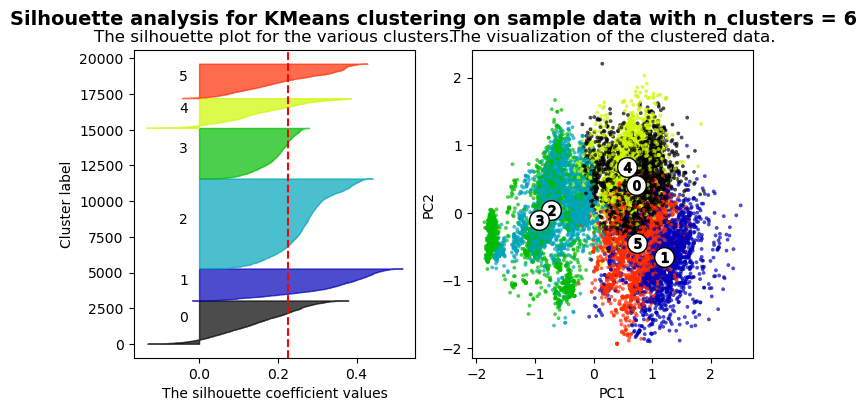 Silhouette analysis for KMeans clustering on sample data with n_clusters = 6
The silhouette plot for the various clusters.
The visualization of the clustered data.
20000
17500
15000
12500
10000
7500
5000
2500
0
Cluster label
5
4
3
2
1
0
0.0 0.2 0.4
The silhouette coefficient values
2
1
0
−1
−2
PC2
4
0
2
3
5
1
−2 −1 0 1 2
PC1